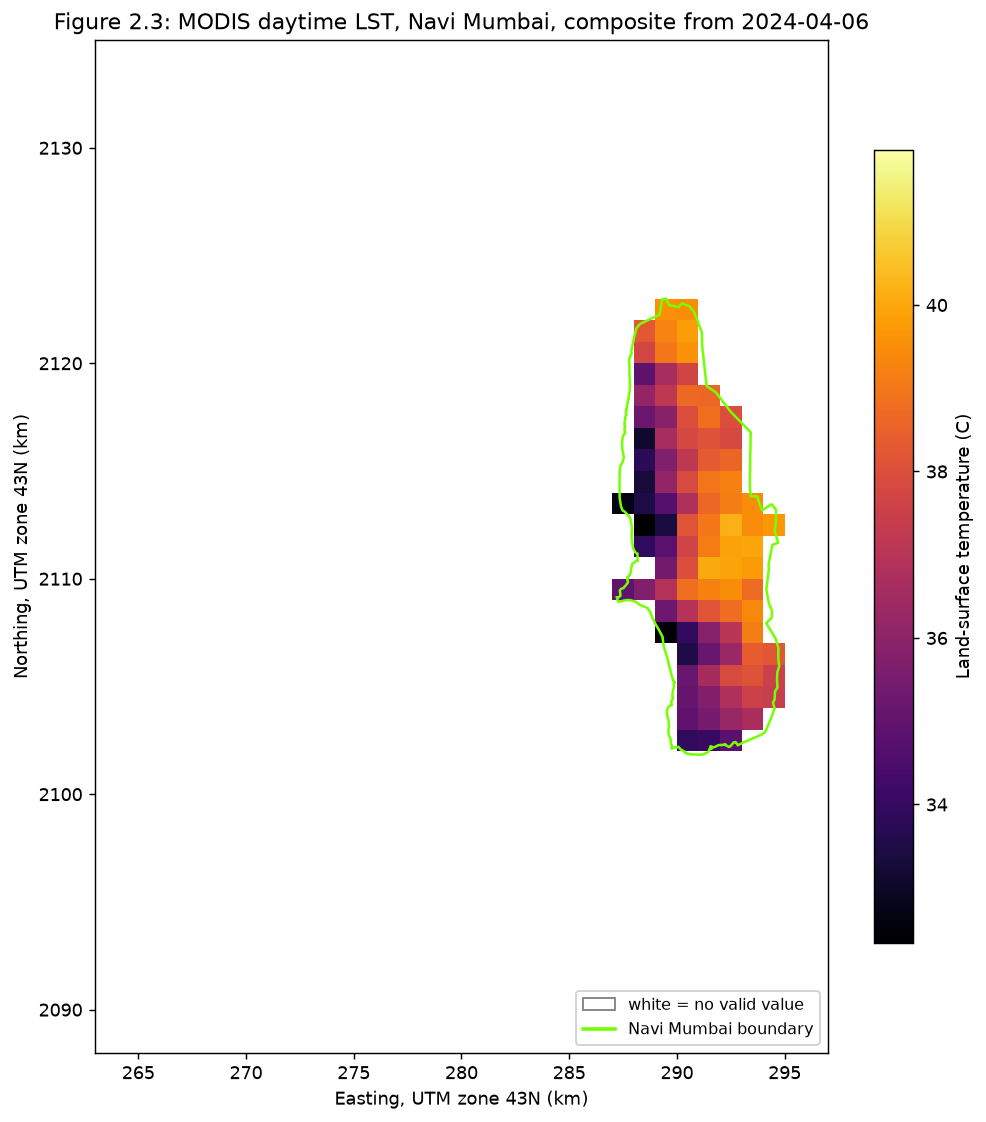 Figure 2.3: MODIS daytime LST, Navi Mumbai, composite from 2024-04-06
2130
2120
2110
2100
2090
Northing, UTM zone 43N (km)
265 270 275 280 285 290 295
Easting, UTM zone 43N (km)
white = no valid value
Navi Mumbai boundary
40
38
36
34
Land-surface temperature (C)